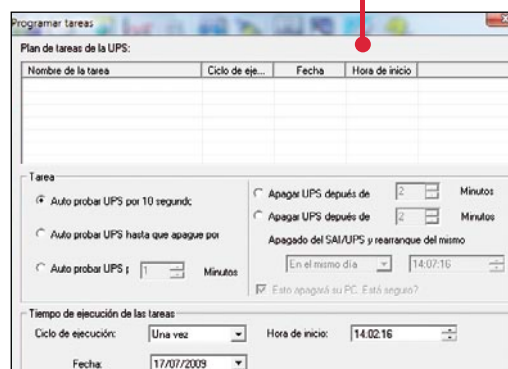 Programar tareas
Plan de tareas de la UPS:
Nombre de la tarea Ciclo de eje... Fecha Hora de inicio
Tarea
Auto probar UPS por 10 segundc
Auto probar UPS hasta que apague por
Auto probar UPS p 1 Minutos
Apagar UPS depués de 2 Minutos
Apagar UPS depués de 2 Minutos
Apagado del SAI/UPS y rearranque del mismo
En el mismo día 14:07:16
Esto apagará su PC. Está seguro?
Tiempo de ejecución de las tareas
Ciclo de ejecución: Una vez Hora de inicio: 14:02:16
Fecha: 17/07/2009